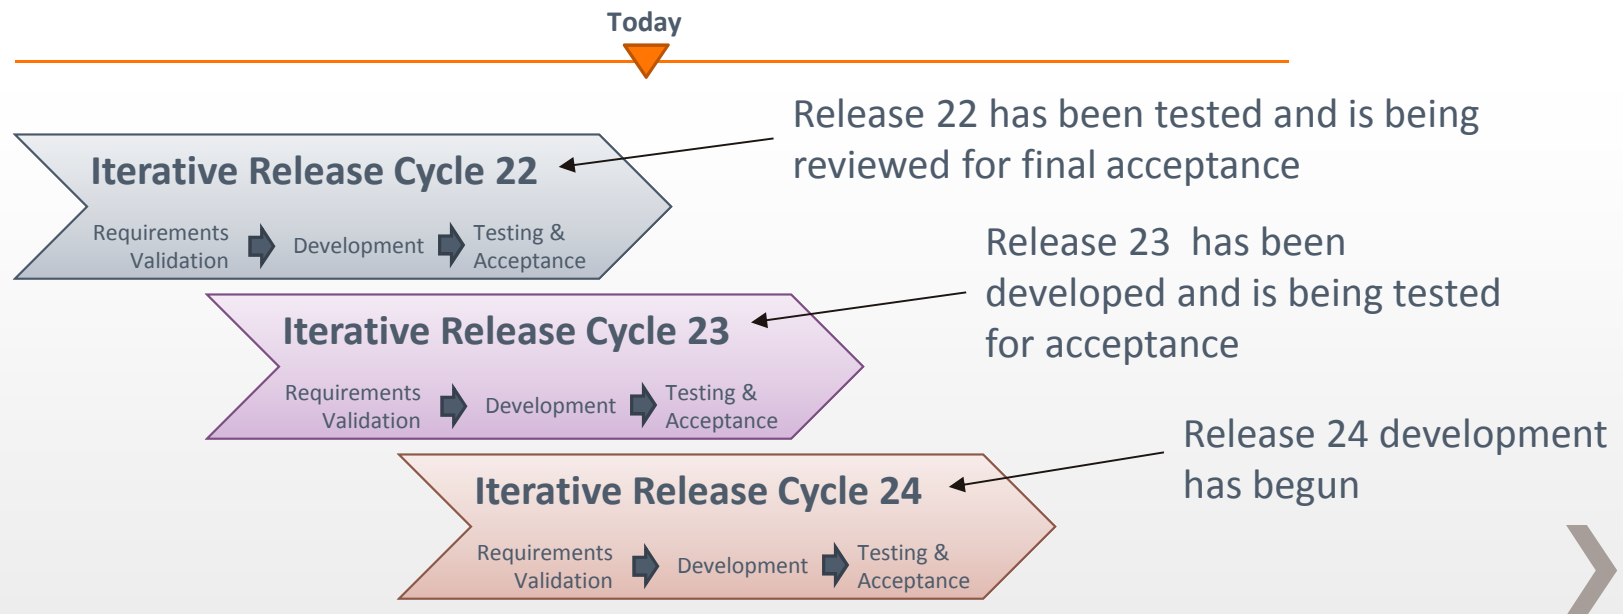 Today
Release 22 has been tested and is being
reviewed for final acceptance
Iterative Release Cycle 22
Requirements
Validation
Development
Testing &
Acceptance
Release 23  has been
developed and is being tested
for acceptance
Iterative Release Cycle 23
Requirements
Validation
Development
Testing &
Acceptance
Release 24 development
has begun
Iterative Release Cycle 24
Requirements
Validation
Development
Testing &
Acceptance